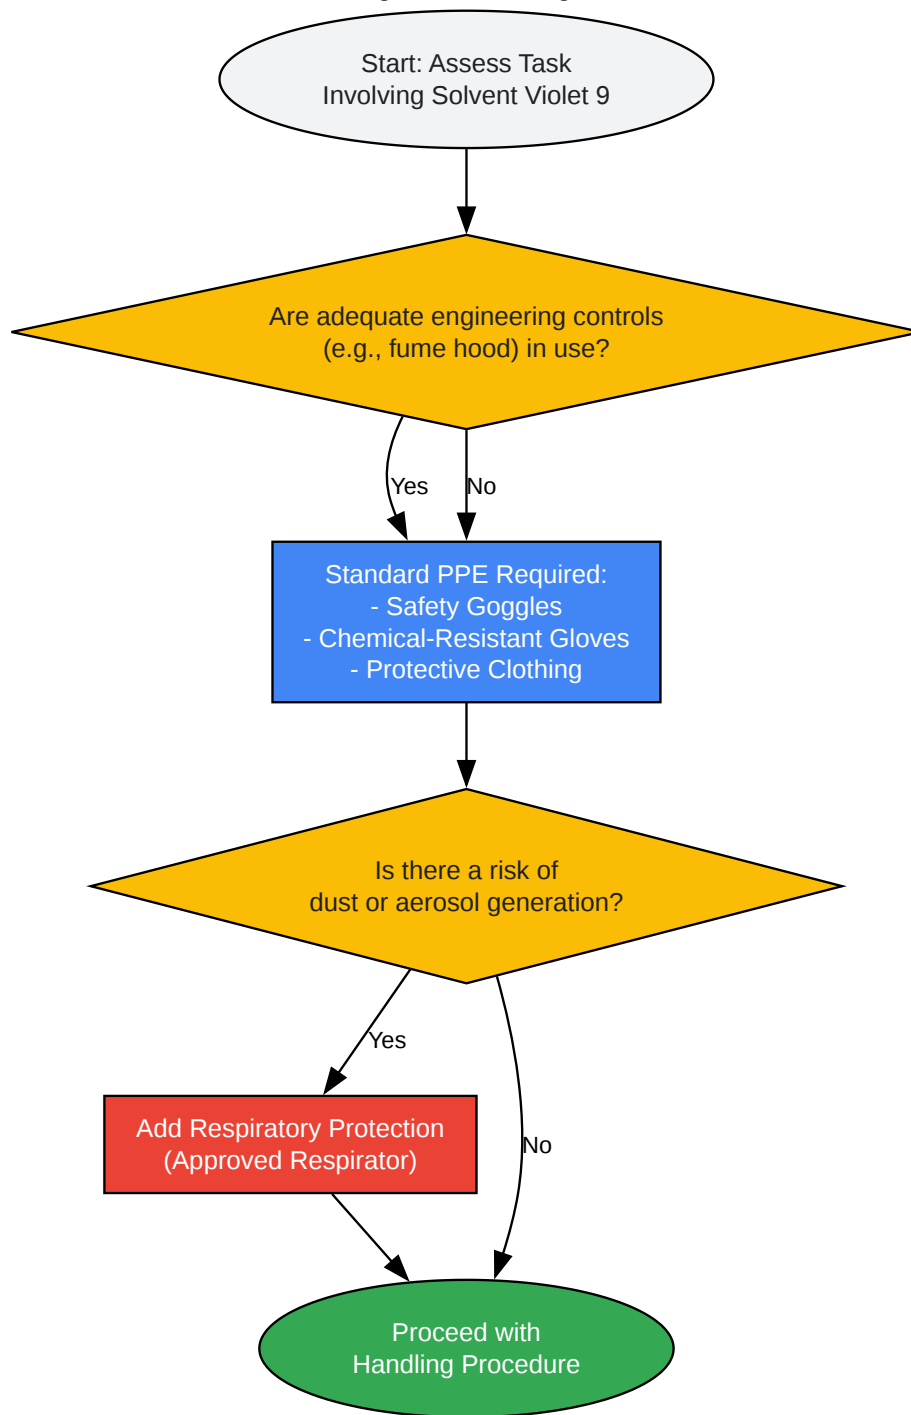 Start: Assess Task
Involving Solvent Violet 9
Are adequate engineering controls
(e.g., fume hood) in use?
Yes
No
Standard PPE Required:
- Safety Goggles
- Chemical-Resistant Gloves
- Protective Clothing
Is there a risk of
dust or aerosol generation?
Yes
Add Respiratory Protection
(Approved Respirator)
No
Proceed with
Handling Procedure